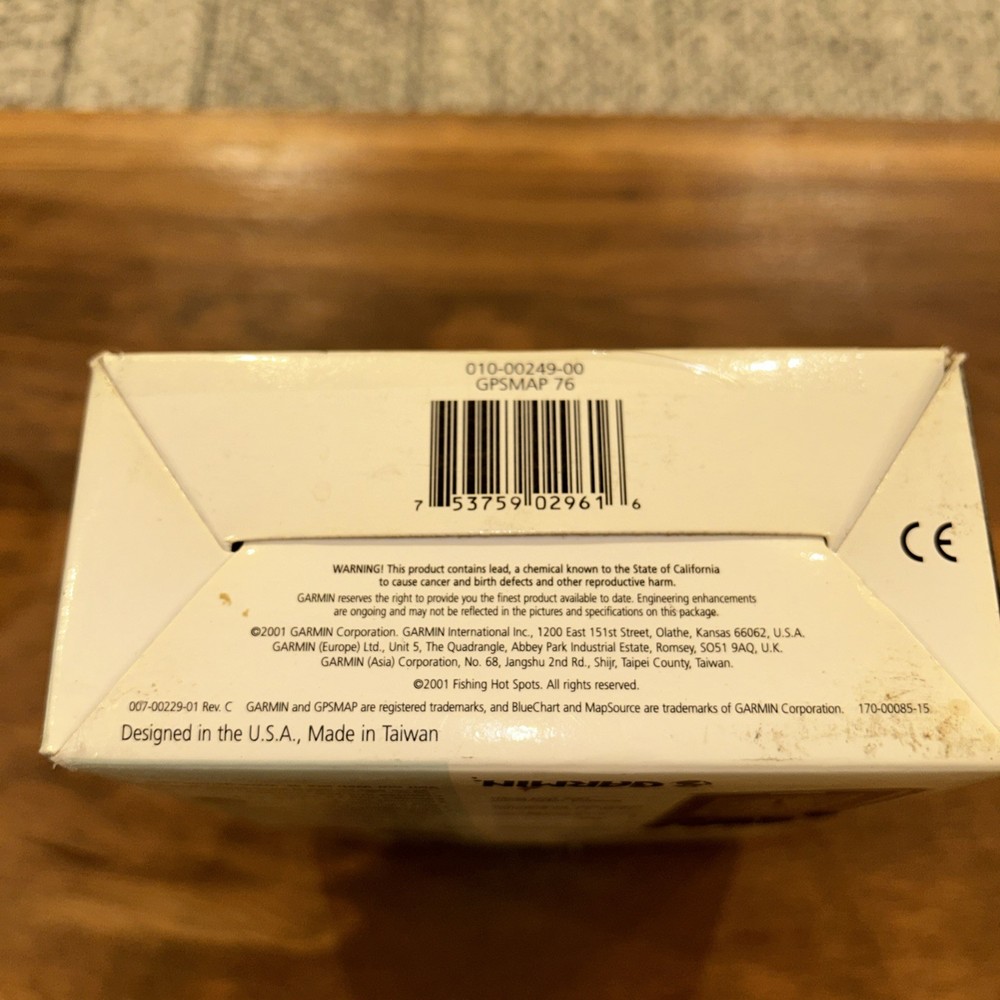 010-00249-00
GPSMAP 76
7 53759 02961 6
CE
WARNING! This product contains lead, a chemical known to the State of California
to cause cancer and birth defects and other reproductive harm.
GARMIN reserves the right to provide you the finest product available to date. Engineering enhancements
are ongoing and may not be reflected in the pictures and specifications on this package.
©2001 GARMIN Corporation. GARMIN International Inc., 1200 East 151st Street, Olathe, Kansas 66062, U.S.A.
GARMIN (Europe) Ltd., Unit 5, The Quadrangle, Abbey Park Industrial Estate, Romsey, SO51 9AQ, U.K.
GARMIN (Asia) Corporation, No. 68, Jangshu 2nd Rd., Shijr, Taipei County, Taiwan.
©2001 Fishing Hot Spots. All rights reserved.
007-00229-01 Rev. C GARMIN and GPSMAP are registered trademarks, and BlueChart and MapSource are trademarks of GARMIN Corporation. 170-00085-15
Designed in the U.S.A., Made in Taiwan
GARMIN